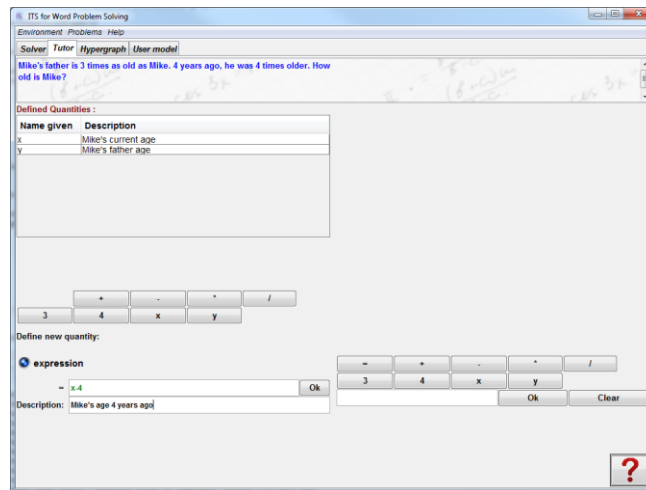 ITS for Word Problem Solving
Environment Problems Help
Solver Tutor Hypergraph User model
Mike's father is 3 times as old as Mike. 4 years ago, he was 4 times older. How
old is Mike?
Defined Quantities :
Name given Description
x Mike's current age
y Mike's father age
+ - * /
3 4 x y
Define new quantity:
expression
= x-4 Ok
Description: Mike's age 4 years ago
= + - * /
3 4 x y
Ok Clear
?